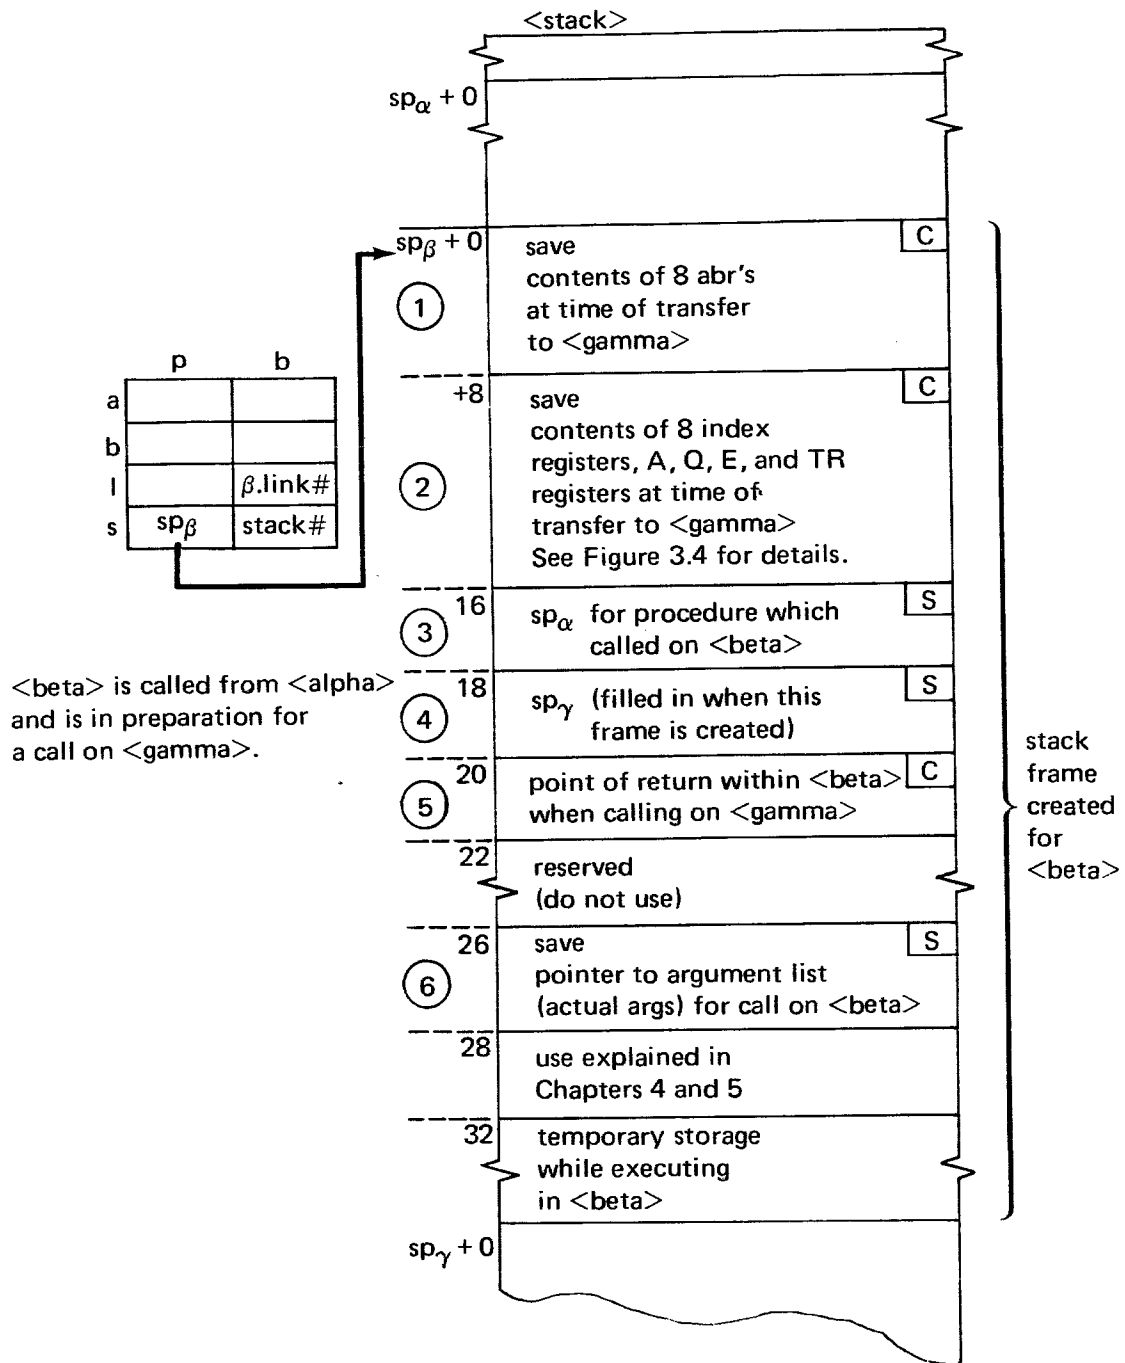 <stack>
spα + 0
spβ + 0
C
save
contents of 8 abr's
at time of transfer
to <gamma>
1
p b
a
b
l β.link#
s spβ stack#
+8
C
save
contents of 8 index
registers, A, Q, E, and TR
registers at time of
transfer to <gamma>
See Figure 3.4 for details.
2
16
S
spα for procedure which
called on <beta>
3
<beta> is called from <alpha>
and is in preparation for
a call on <gamma>.
18
S
spγ (filled in when this
frame is created)
4
20
C
point of return within <beta>
when calling on <gamma>
5
22
reserved
(do not use)
26
S
save
pointer to argument list
(actual args) for call on <beta>
6
28
use explained in
Chapters 4 and 5
32
temporary storage
while executing
in <beta>
spγ + 0
stack
frame
created
for
<beta>